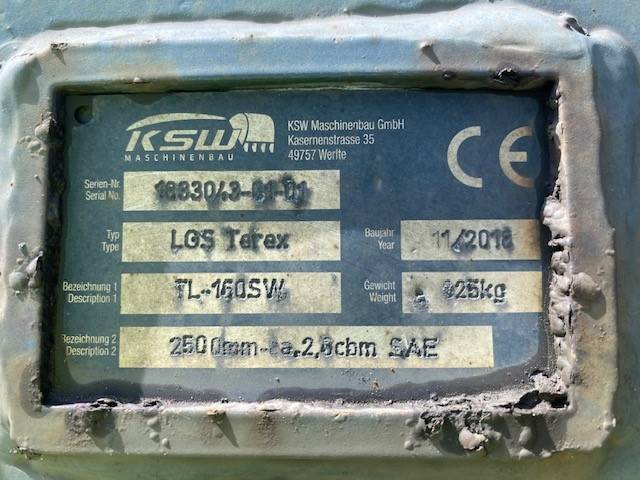 KSW
MASCHINENBAU
KSW Maschinenbau GmbH
Kasernenstrasse 35
49757 Werlte
CE
Serien-Nr.
Serial No.
Typ
Type
LGS Terex
Baujahr
Year
11/2018
Bezeichnung 1
Description 1
TL-160SW
Gewicht
Weight
Bezeichnung 2
Description 2
2500mm-ca.2,6cbm SAE